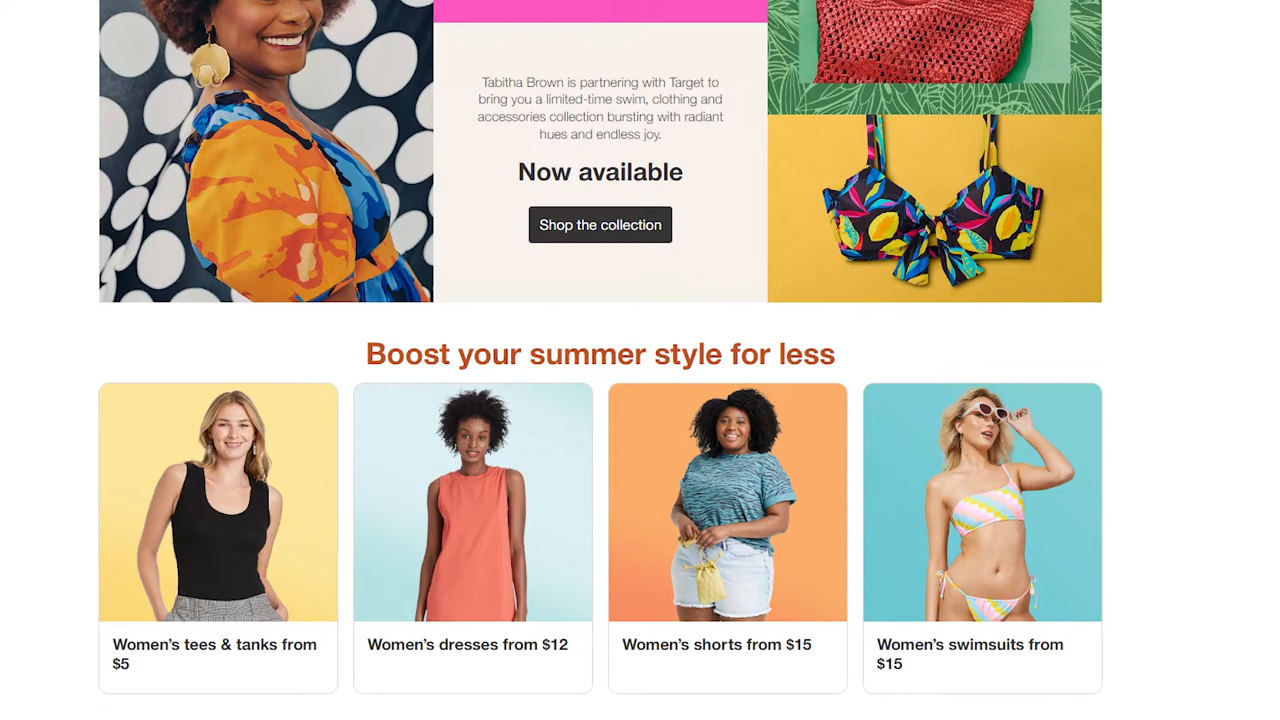 Tabitha Brown is partnering with Target to
bring you a limited-time swim, clothing and
accessories collection bursting with radiant
hues and endless joy.
Now available
Shop the collection
Boost your summer style for less
Women's tees & tanks from
$5
Women's dresses from $12
Women's shorts from $15
Women's swimsuits from
$15